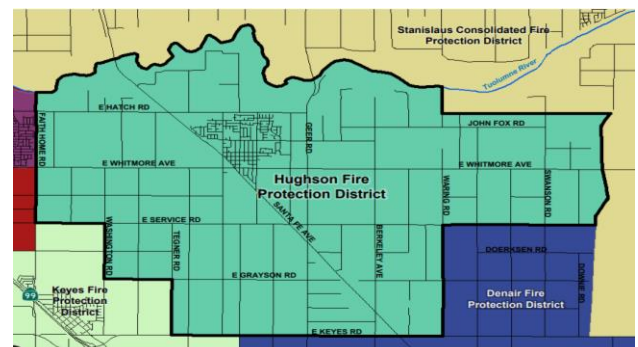 Stanislaus Consolidated Fire
Protection District
Tuolumne River
E HATCH RD
FAITH HOME RD
GEER RD
JOHN FOX RD
E WHITMORE AVE
E WHITMORE AVE
Hughson Fire
Protection District
WARING RD
SWANSON RD
SANTA FE AVE
E SERVICE RD
WASHINGTON RD
TEGNER RD
BERKELEY AVE
DOERKSEN RD
E GRAYSON RD
DOWNIE RD
Keyes Fire
Protection
District
99
Denair Fire
Protection District
E KEYES RD